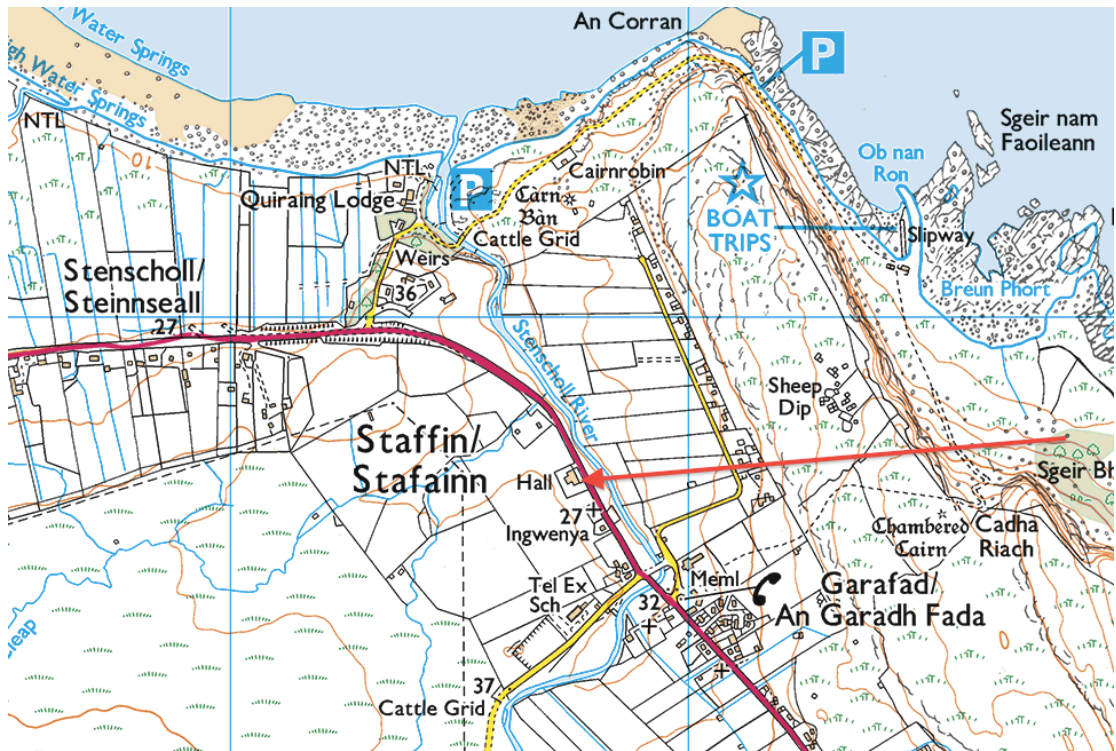 Water Springs
An Corran
P
High Water Springs
NTL
10
Sgeir nam
Faoileann
NTL
Cairnrobin
Ob nan
Ron
Quiraing Lodge
P
Càrn
Bàn
BOAT
TRIPS
Slipway
Cattle Grid
Weirs
Stenscholl/
Steinnseall
36
Breun Phort
27
Stenscholl River
Sheep
Dip
Staffin/
Stafainn
Hall
Sgeir Bh
27
Ingwenya
Chambered
Cairn
Cadha
Riach
Tel Ex
Sch
Meml
Garafad/
An Garadh Fada
32
37
Cattle Grid